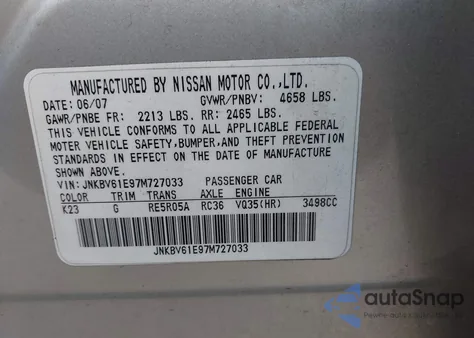 MANUFACTURED BY NISSAN MOTOR CO.,LTD.
DATE: 06/07 GVWR/PNBV: 4658 LBS.
GAWR/PNBE FR: 2213 LBS. RR: 2465 LBS.
THIS VEHICLE CONFORMS TO ALL APPLICABLE FEDERAL
MOTOR VEHICLE SAFETY,BUMPER,AND THEFT PREVENTION
STANDARDS IN EFFECT ON THE DATE OF MANUFACTURE
SHOWN ABOVE.
VIN: JNKBV61E97M727033 PASSENGER CAR
COLOR TRIM TRANS AXLE ENGINE
K23 G RE5R05A RC36 VQ35(HR) 3498CC
JNKBV61E97M727033
autoSnap